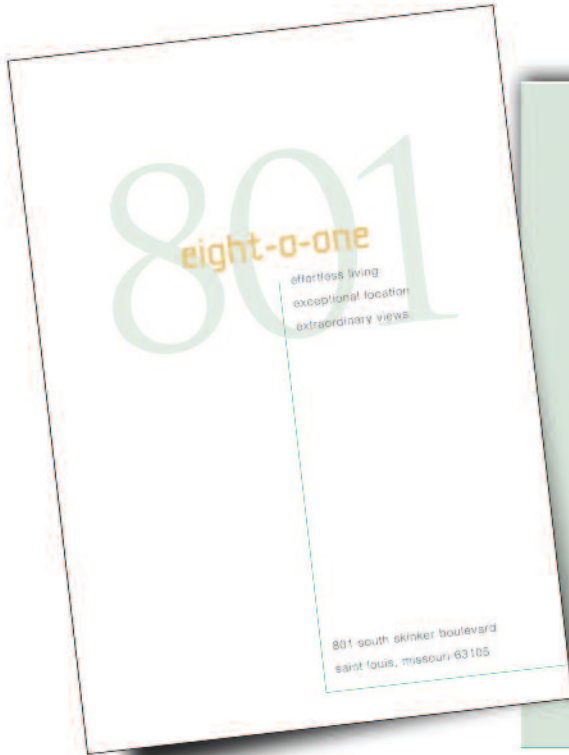 801
eight-o-one
effortless living
exceptional location
extraordinary views
801 south skinker boulevard
saint louis, missouri 63105